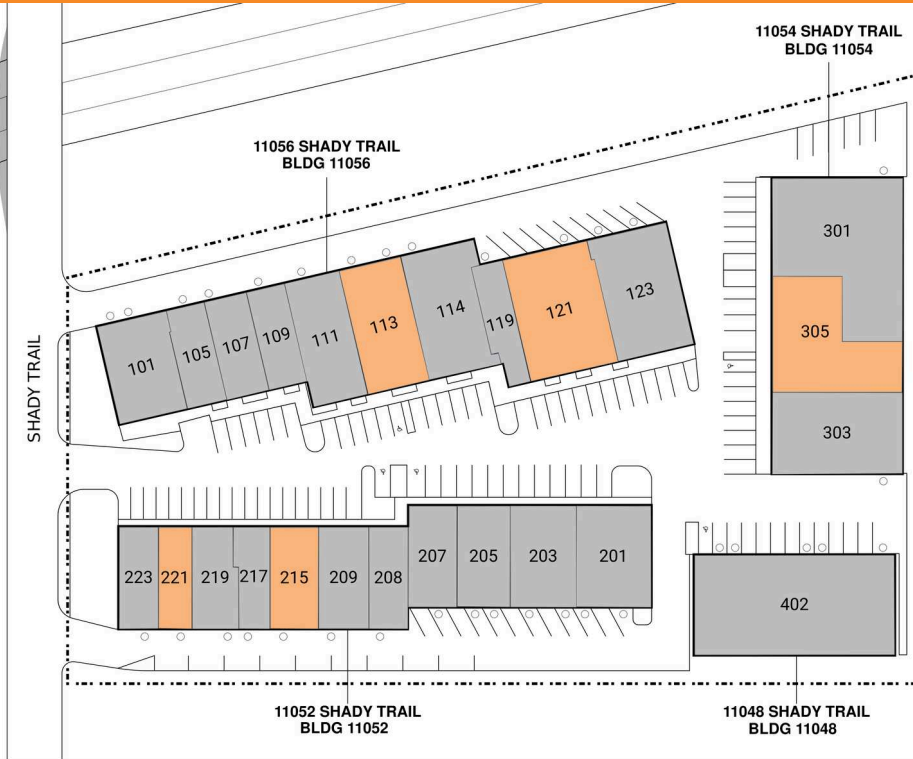 11054 SHADY TRAIL
BLDG 11054
11056 SHADY TRAIL
BLDG 11056
301
123
121
119
114
113
111
109
107
105
101
305
303
SHADY TRAIL
223
221
219
217
215
209
208
207
205
203
201
402
11052 SHADY TRAIL
BLDG 11052
11048 SHADY TRAIL
BLDG 11048